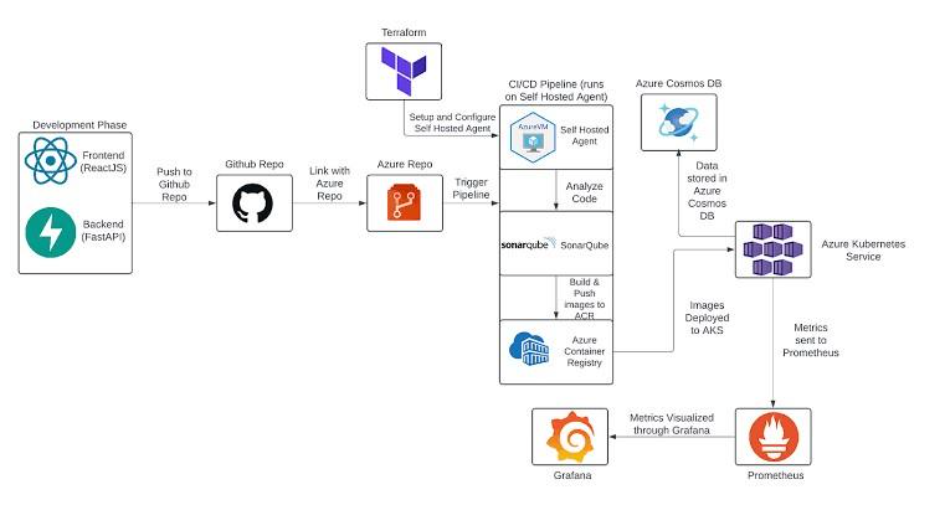 Terraform
CI/CD Pipeline (runs
on Self Hosted Agent)
Azure Cosmos DB
Setup and Configure
Self Hosted Agent
AzureVM
Self Hosted
Agent
Development Phase
Frontend
(ReactJS)
Backend
(FastAPI)
Push to
Github
Repo
Github Repo
Link with
Azure
Repo
Azure Repo
Trigger
Pipeline
Analyze
Code
sonarqube
SonarQube
Build &
Push
images to
ACR
Azure
Container
Registry
Images
Deployed
to AKS
Data
stored in
Azure
Cosmos
DB
Azure Kubernetes
Service
Metrics
sent to
Prometheus
Metrics Visualized
through Grafana
Grafana
Prometheus